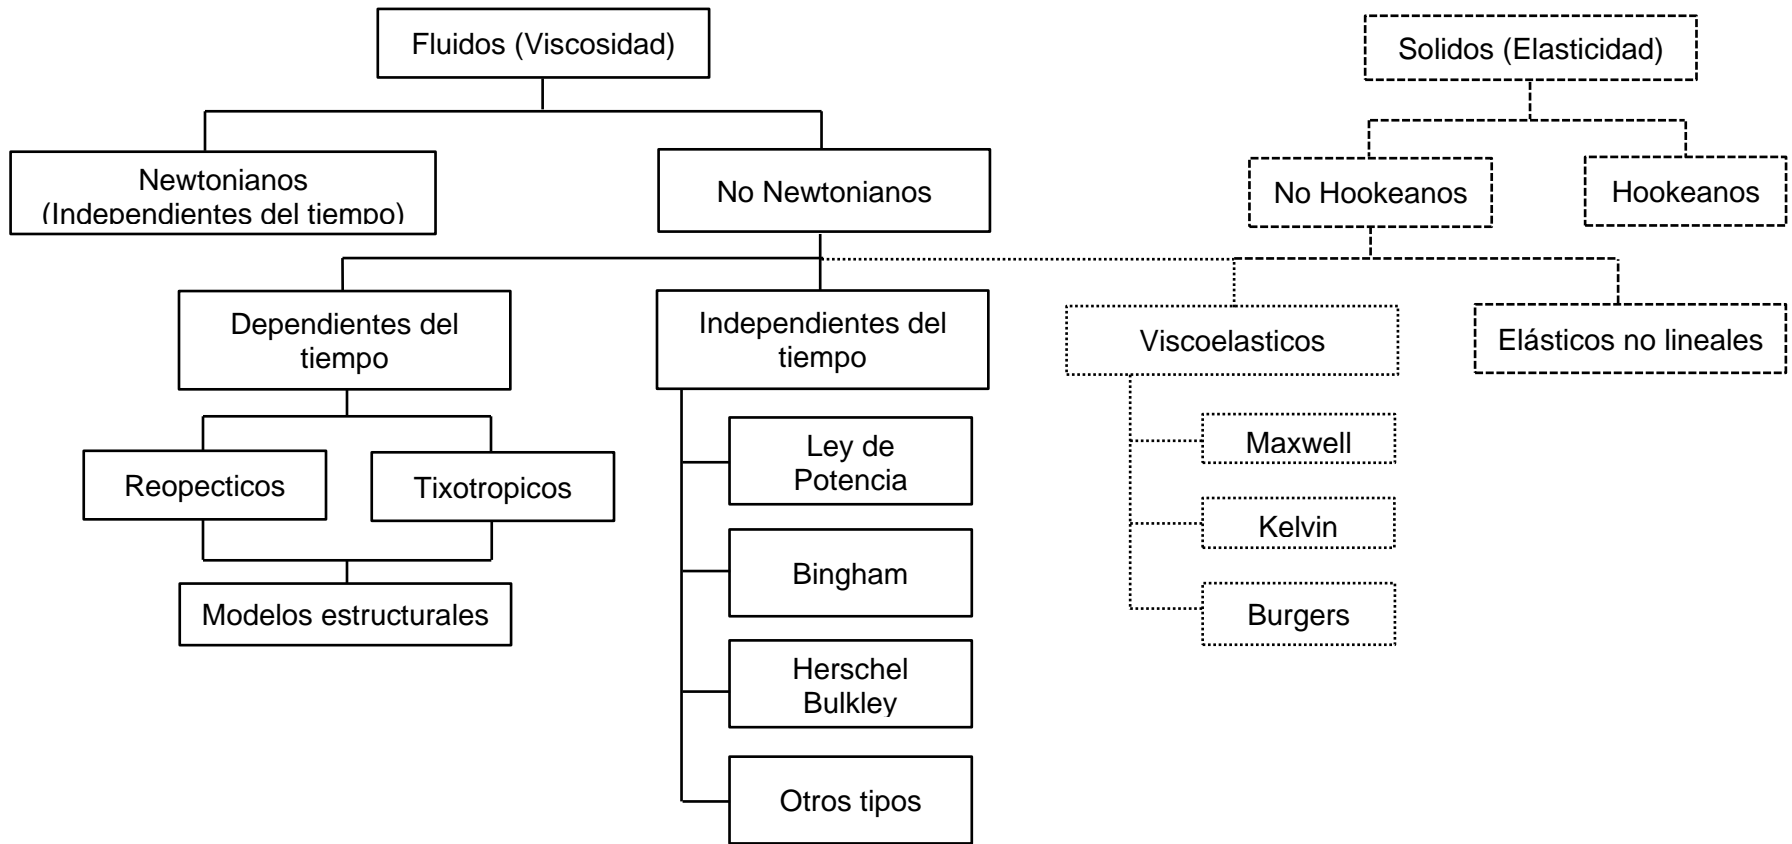 Fluidos (Viscosidad)
Solidos (Elasticidad)
Newtonianos
(Independientes del tiempo)
No Newtonianos
No Hookeanos
Hookeanos
Dependientes del
tiempo
Independientes del
tiempo
Viscoelasticos
Elásticos no lineales
Reopecticos
Tixotropicos
Modelos estructurales
Ley de
Potencia
Bingham
Herschel
Bulkley
Otros tipos
Maxwell
Kelvin
Burgers